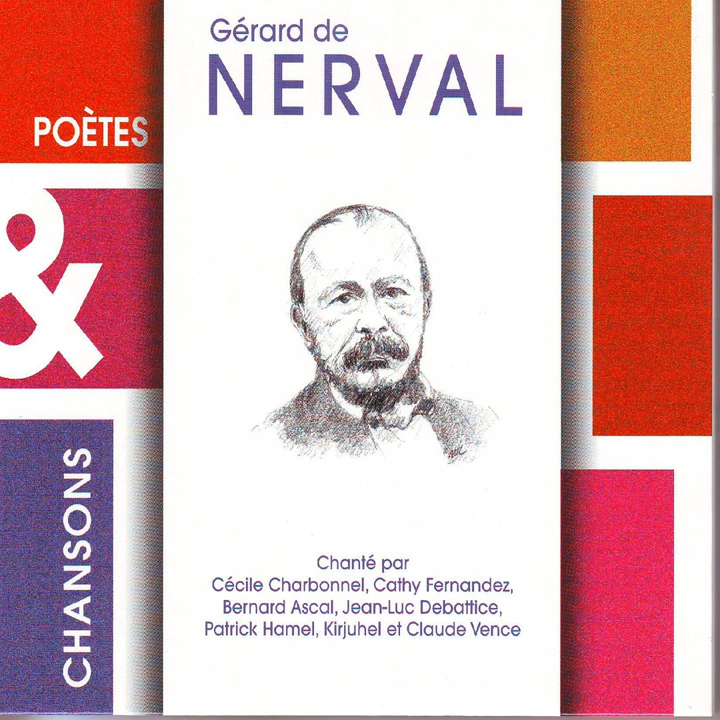 Gérard de
NERVAL
POÈTES
&
CHANSONS
Chanté par
Cécile Charbonnel, Cathy Fernandez,
Bernard Ascal, Jean-Luc Debattice,
Patrick Hamel, Kirjuhel et Claude Vence